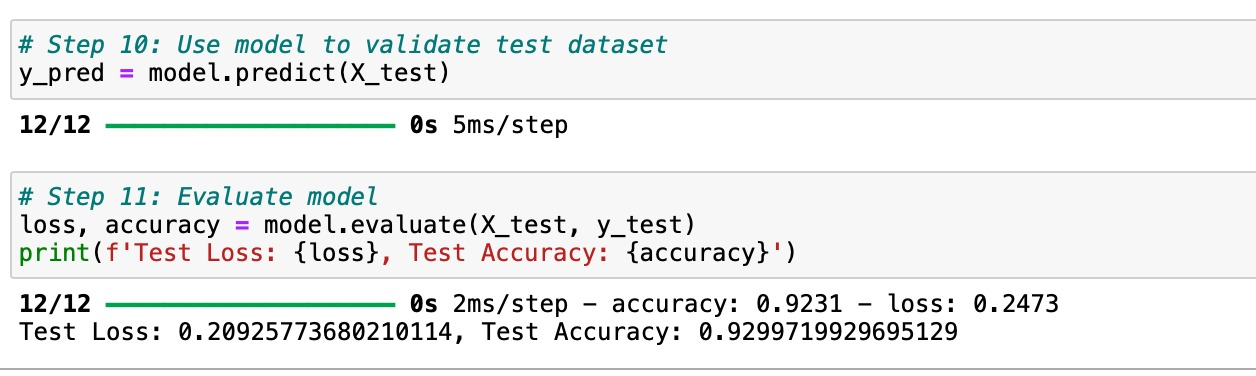 # Step 10: Use model to validate test dataset
y_pred = model.predict(X_test)
12/12 ━━━━━━━━━━━━━━━━━━━━ 0s 5ms/step
# Step 11: Evaluate model
loss, accuracy = model.evaluate(X_test, y_test)
print(f'Test Loss: {loss}, Test Accuracy: {accuracy}')
12/12 ━━━━━━━━━━━━━━━━━━━━ 0s 2ms/step - accuracy: 0.9231 - loss: 0.2473
Test Loss: 0.20925773680210114, Test Accuracy: 0.9299719929695129